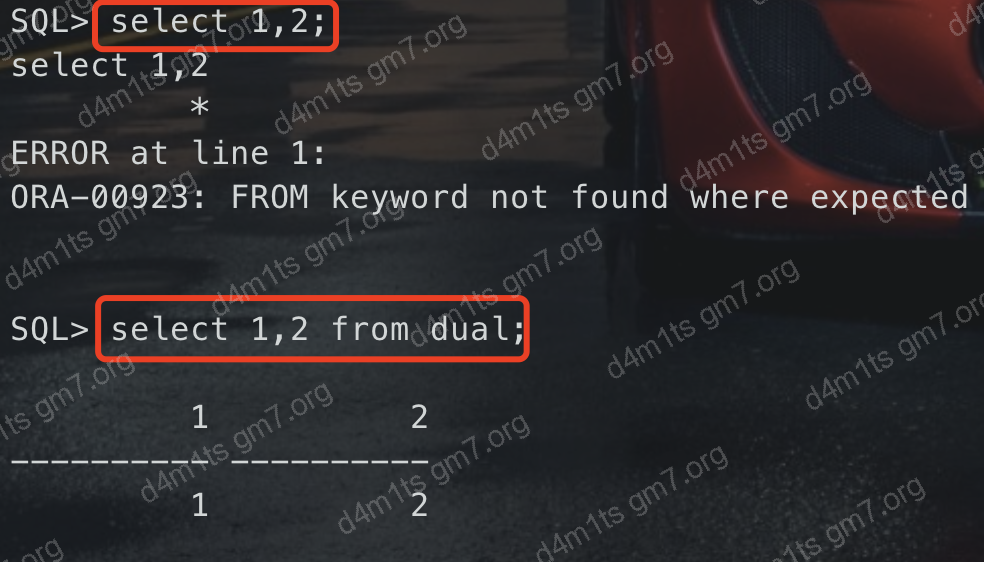 SQL> select 1,2;
select 1,2
         *
ERROR at line 1:
ORA-00923: FROM keyword not found where expected
SQL> select 1,2 from dual;
         1          2
---------- ----------
         1          2
d4m1ts gm7.org